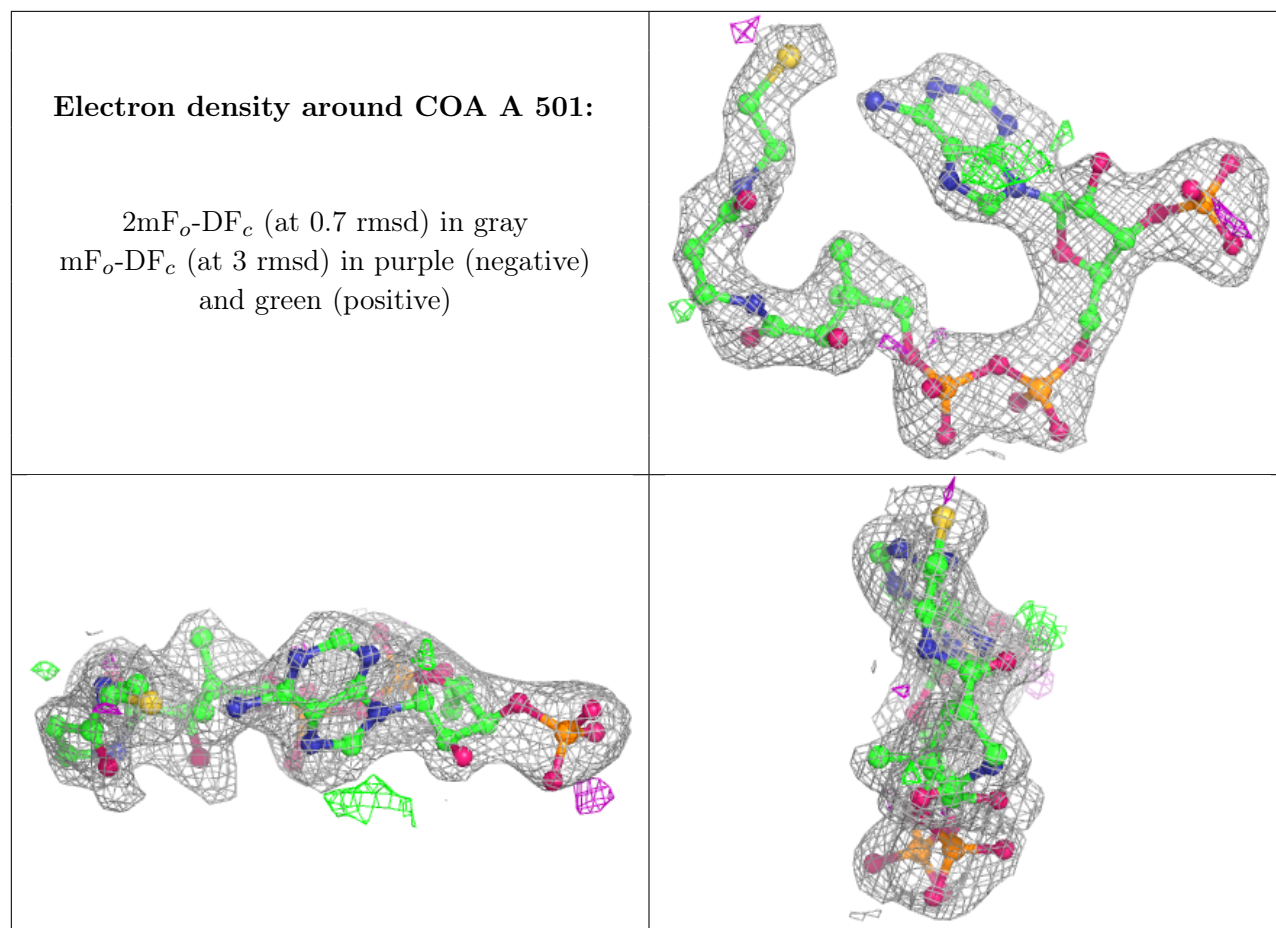 Electron density around COA A 501:
2mFₒ-DF𝒸 (at 0.7 rmsd) in gray
mFₒ-DF𝒸 (at 3 rmsd) in purple (negative)
and green (positive)